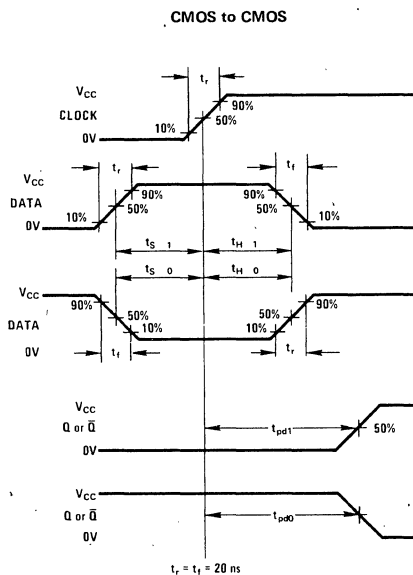 CMOS to CMOS
tr
VCC
CLOCK
0V
10%
50%
90%
tr
tf
VCC
DATA
0V
10%
50%
90%
90%
50%
10%
tS 1
tH 1
tS 0
tH 0
VCC
DATA
0V
90%
50%
10%
50%
10%
90%
tf
tr
VCC
Q or Q̅
0V
tpd1
50%
VCC
Q or Q̅
0V
tpd0
tr = tf = 20 ns